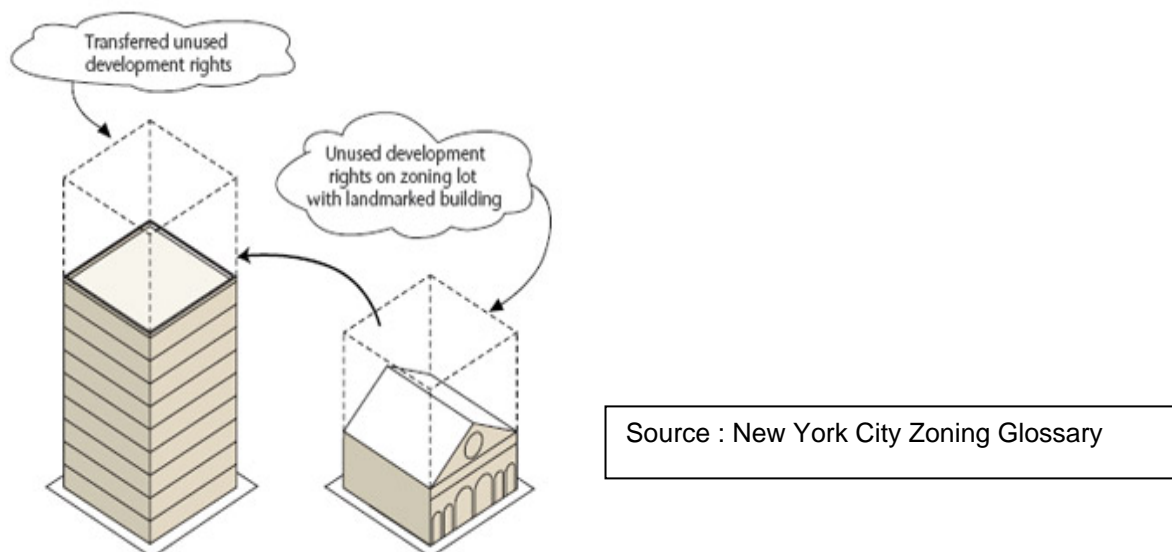 Transferred unused
development rights
Unused development
rights on zoning lot
with landmarked building
Source : New York City Zoning Glossary